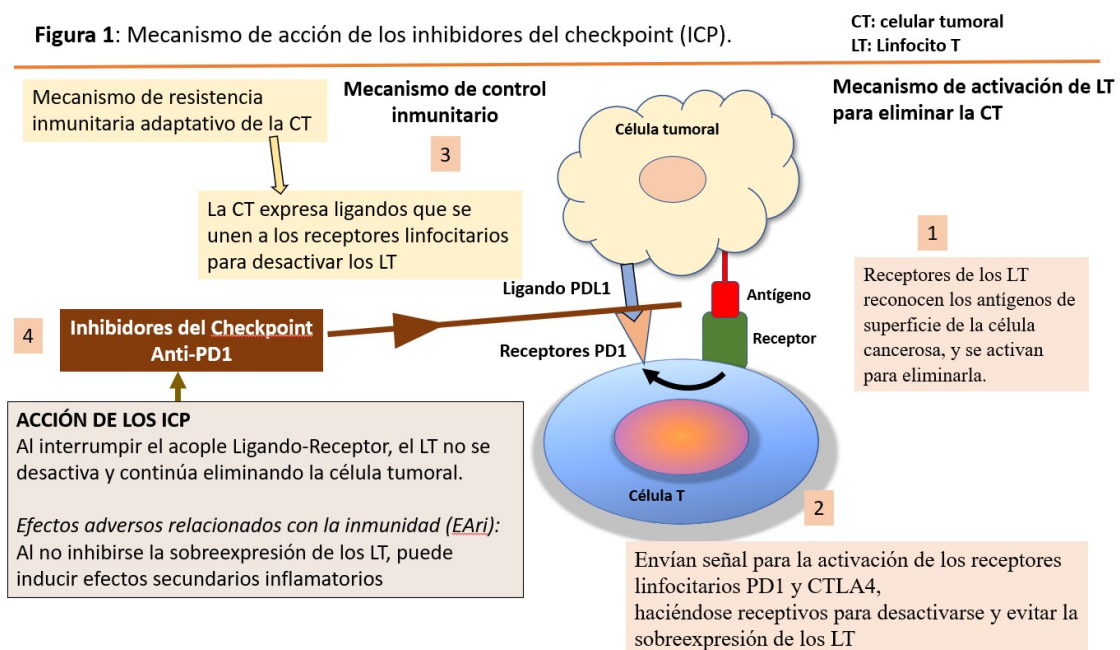 Figura 1: Mecanismo de acción de los inhibidores del checkpoint (ICP).
CT: celular tumoral
LT: Linfocito T
Mecanismo de resistencia
inmunitaria adaptativo de la CT
Mecanismo de control
inmunitario
3
La CT expresa ligandos que se
unen a los receptores linfocitarios
para desactivar los LT
Célula tumoral
Mecanismo de activación de LT
para eliminar la CT
1
Receptores de los LT
reconocen los antígenos de
superficie de la célula
cancerosa, y se activan
para eliminarla.
Ligando PDL1
Antígeno
Receptores PD1
Receptor
4
Inhibidores del Checkpoint
Anti-PD1
ACCIÓN DE LOS ICP
Al interrumpir el acople Ligando-Receptor, el LT no se
desactiva y continúa eliminando la célula tumoral.
Efectos adversos relacionados con la inmunidad (EAri):
Al no inhibirse la sobreexpresión de los LT, puede
inducir efectos secundarios inflamatorios
Célula T
2
Envían señal para la activación de los receptores
linfocitarios PD1 y CTLA4,
haciéndose receptivos para desactivarse y evitar la
sobreexpresión de los LT